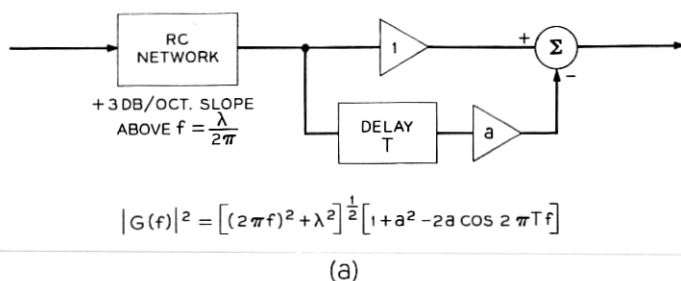 RC
NETWORK
+3 DB/OCT. SLOPE
ABOVE f = λ/2π
1
+
Σ
−
DELAY
T
a
|G(f)|² = [(2πf)² + λ²]^½ [1 + a² − 2a COS 2πTf]
(a)